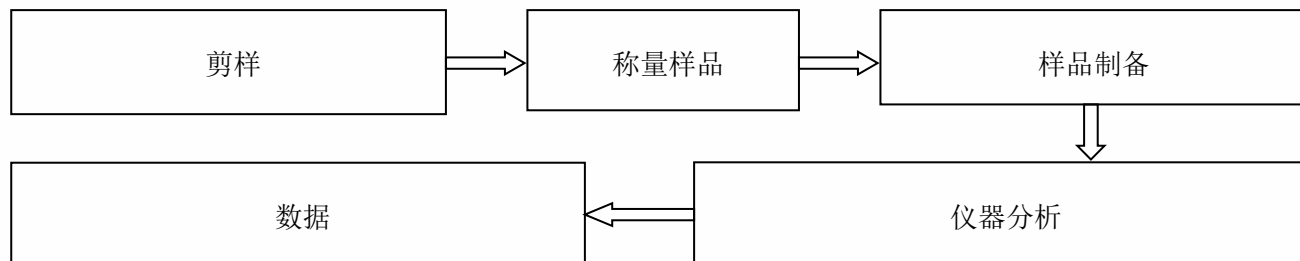 剪样
称量样品
样品制备
仪器分析
数据